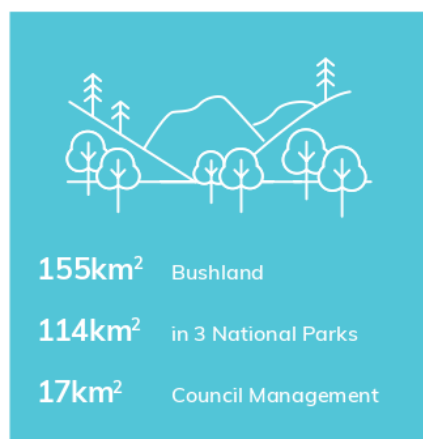 155km² Bushland
114km² in 3 National Parks
17km² Council Management